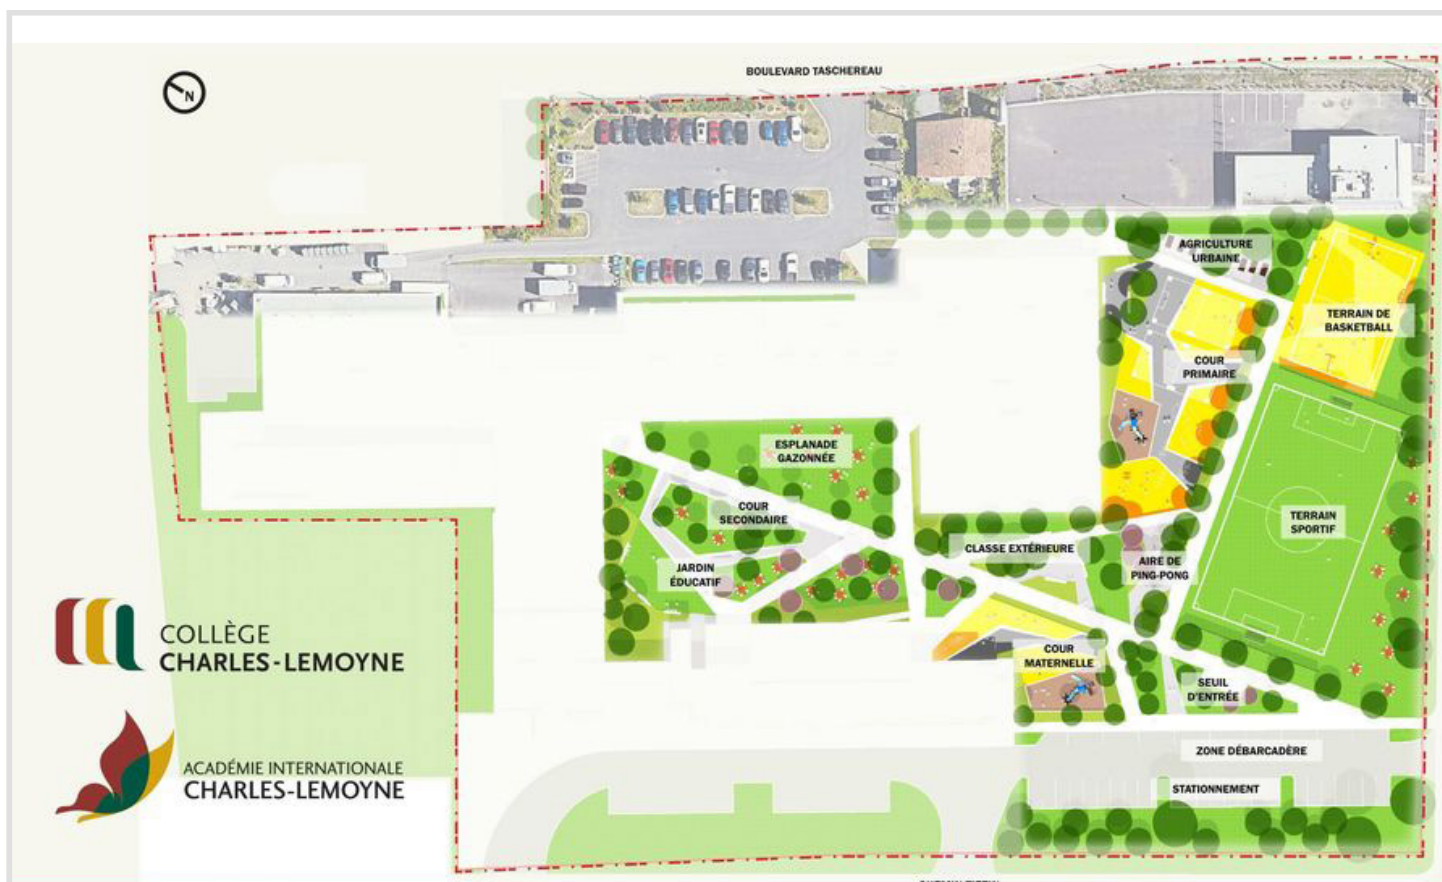 BOULEVARD TASCHEREAU
N
AGRICULTURE
URBAINE
TERRAIN DE
BASKETBALL
COUR
PRIMAIRE
ESPLANADE
GAZONNÉE
COUR
SECONDAIRE
TERRAIN
SPORTIF
CLASSE EXTÉRIEURE
JARDIN
ÉDUCATIF
AIRE DE
PING-PONG
COUR
MATERNELLE
SEUIL
D'ENTRÉE
ZONE DÉBARCADÈRE
STATIONNEMENT
COLLÈGE
CHARLES-LEMOYNE
ACADÉMIE INTERNATIONALE
CHARLES-LEMOYNE